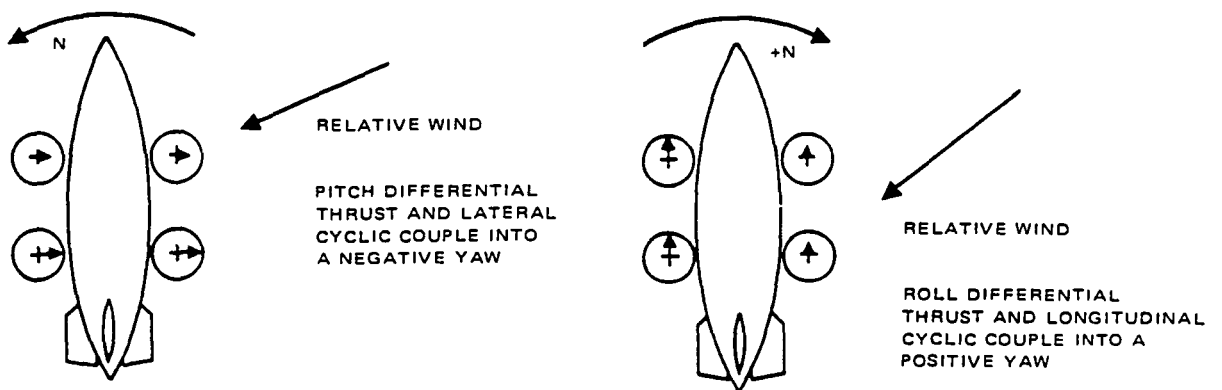 N
RELATIVE WIND
PITCH DIFFERENTIAL
THRUST AND LATERAL
CYCLIC COUPLE INTO
A NEGATIVE YAW
+N
RELATIVE WIND
ROLL DIFFERENTIAL
THRUST AND LONGITUDINAL
CYCLIC COUPLE INTO A
POSITIVE YAW